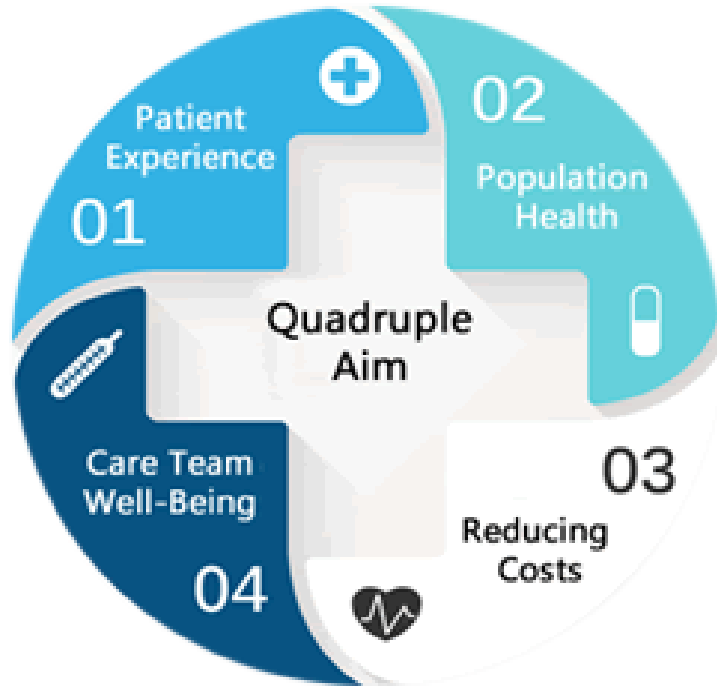 Patient
Experience
01
02
Population
Health
Quadruple
Aim
03
Reducing
Costs
Care Team
Well-Being
04